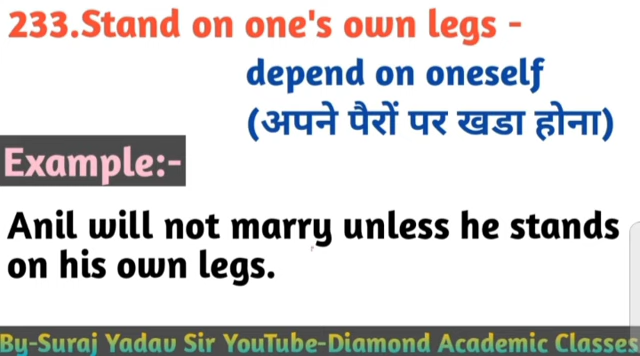 233.Stand on one's own legs -
depend on oneself
(अपने पैरों पर खडा होना)
Example:-
Anil will not marry unless he stands
on his own legs.
By-Suraj Yadav Sir YouTube-Diamond Academic Classes